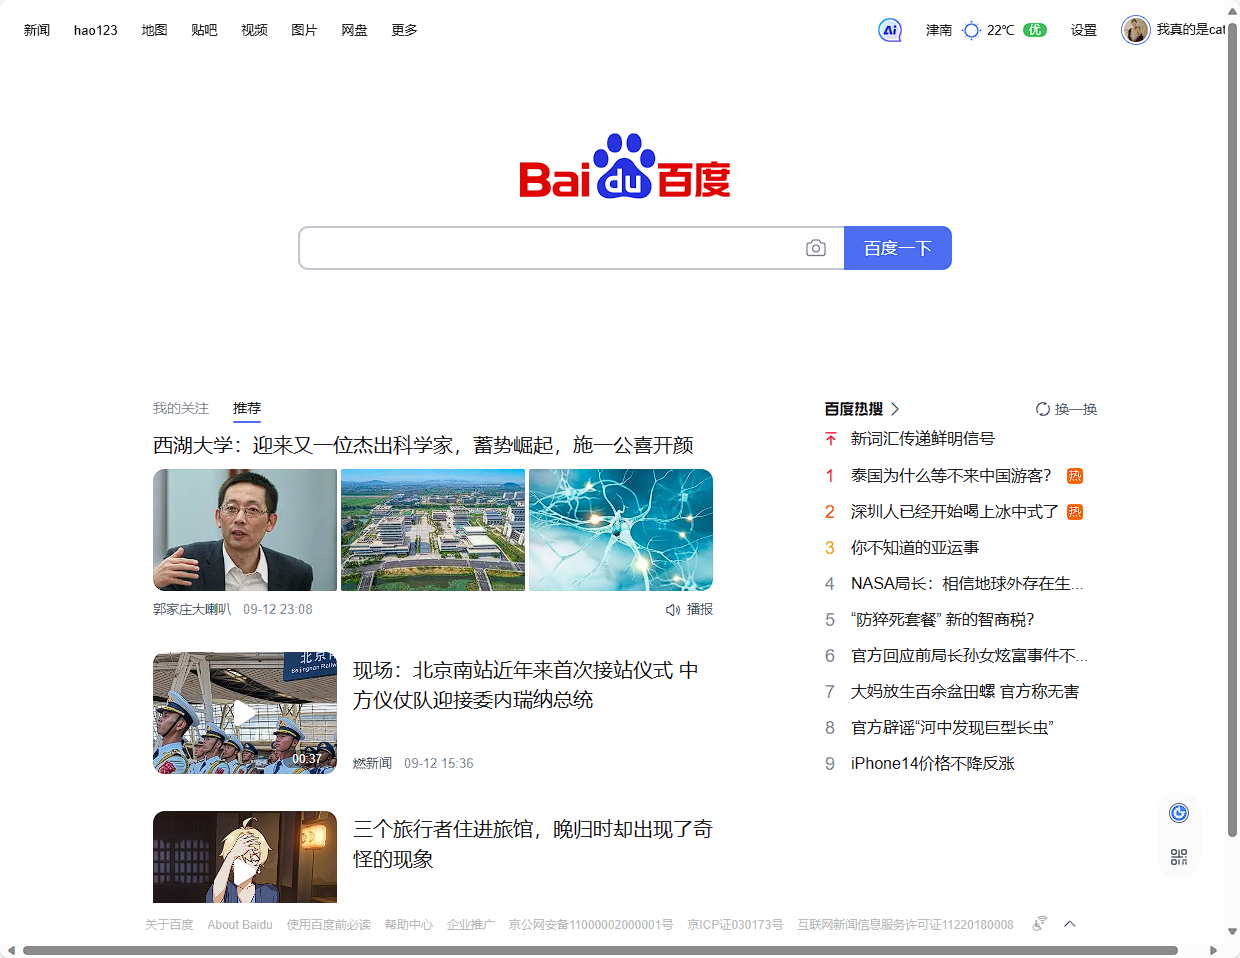 新闻 hao123 地图 贴吧 视频 图片 网盘 更多
Ai 津南 22℃ 优 设置 我真的是cat
Bai du 百度
百度一下
我的关注 推荐
西湖大学：迎来又一位杰出科学家，蓄势崛起，施一公喜开颜
郭家庄大喇叭 09-12 23:08 播报
00:37
现场：北京南站近年来首次接站仪式 中
方仪仗队迎接委内瑞纳总统
燃新闻 09-12 15:36
三个旅行者住进旅馆，晚归时却出现了奇
怪的现象
百度热搜 换一换
新词汇传递鲜明信号
1 泰国为什么等不来中国游客？ 热
2 深圳人已经开始喝上冰中式了 热
3 你不知道的亚运事
4 NASA局长：相信地球外存在生...
5 “防猝死套餐” 新的智商税？
6 官方回应前局长孙女炫富事件不...
7 大妈放生百余盆田螺 官方称无害
8 官方辟谣“河中发现巨型长虫”
9 iPhone14价格不降反涨
关于百度 About Baidu 使用百度前必读 帮助中心 企业推广 京公网安备11000002000001号 京ICP证030173号 互联网新闻信息服务许可证11220180008